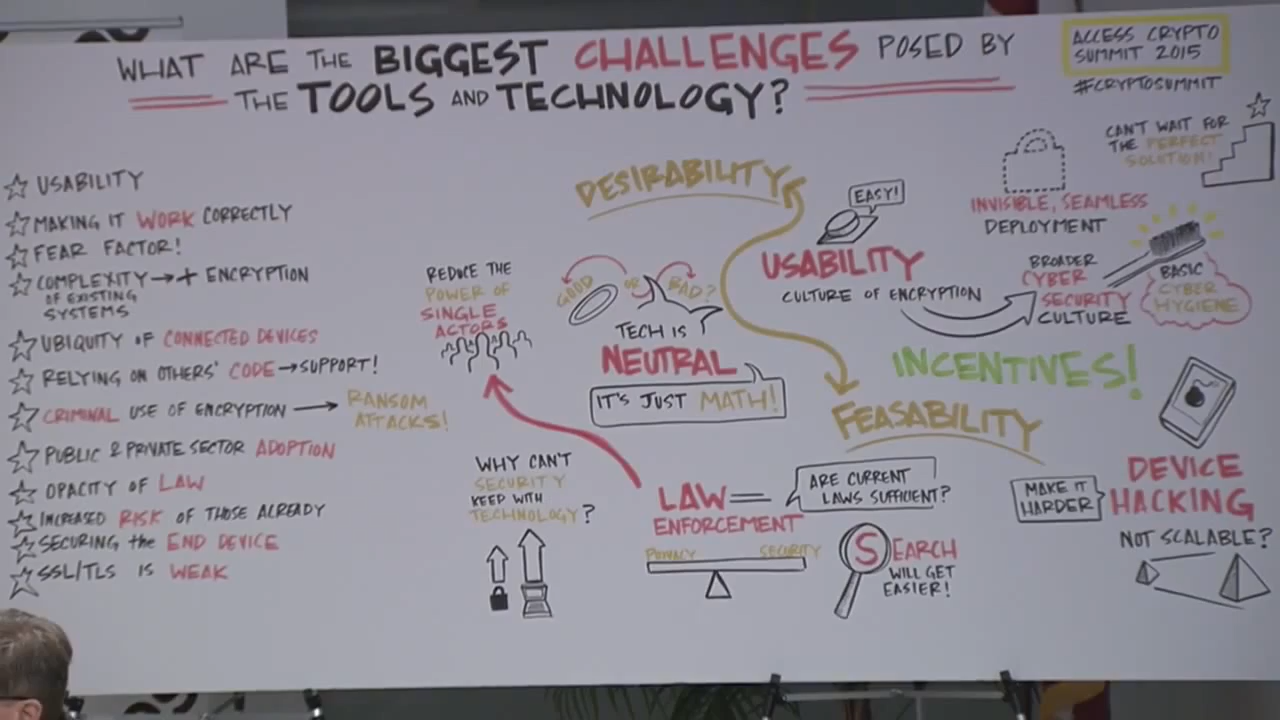 WHAT ARE THE BIGGEST CHALLENGES POSED BY
THE TOOLS AND TECHNOLOGY?
ACCESS CRYPTO
SUMMIT 2015
#CRYPTOSUMMIT
USABILITY
MAKING IT WORK CORRECTLY
FEAR FACTOR!
COMPLEXITY → + ENCRYPTION
OF EXISTING
SYSTEMS
UBIQUITY OF CONNECTED DEVICES
RELYING ON OTHERS' CODE → SUPPORT!
CRIMINAL USE OF ENCRYPTION → RANSOM
ATTACKS!
PUBLIC & PRIVATE SECTOR ADOPTION
OPACITY OF LAW
INCREASED RISK OF THOSE ALREADY
SECURING the END DEVICE
SSL/TLS IS WEAK
REDUCE THE
POWER OF
SINGLE
ACTORS
WHY CAN'T
SECURITY
KEEP WITH
TECHNOLOGY?
DESIRABILITY
GOOD OR BAD?
TECH IS
NEUTRAL
IT'S JUST MATH!
FEASABILITY
LAW
ENFORCEMENT
ARE CURRENT
LAWS SUFFICIENT?
PRIVACY SECURITY
SEARCH
WILL GET
EASIER!
EASY!
USABILITY
CULTURE OF ENCRYPTION
BROADER
CYBER
SECURITY
CULTURE
INVISIBLE, SEAMLESS
DEPLOYMENT
CAN'T WAIT FOR
THE PERFECT
SOLUTION!
BASIC
CYBER
HYGIENE
INCENTIVES!
MAKE IT
HARDER
DEVICE
HACKING
NOT SCALABLE?